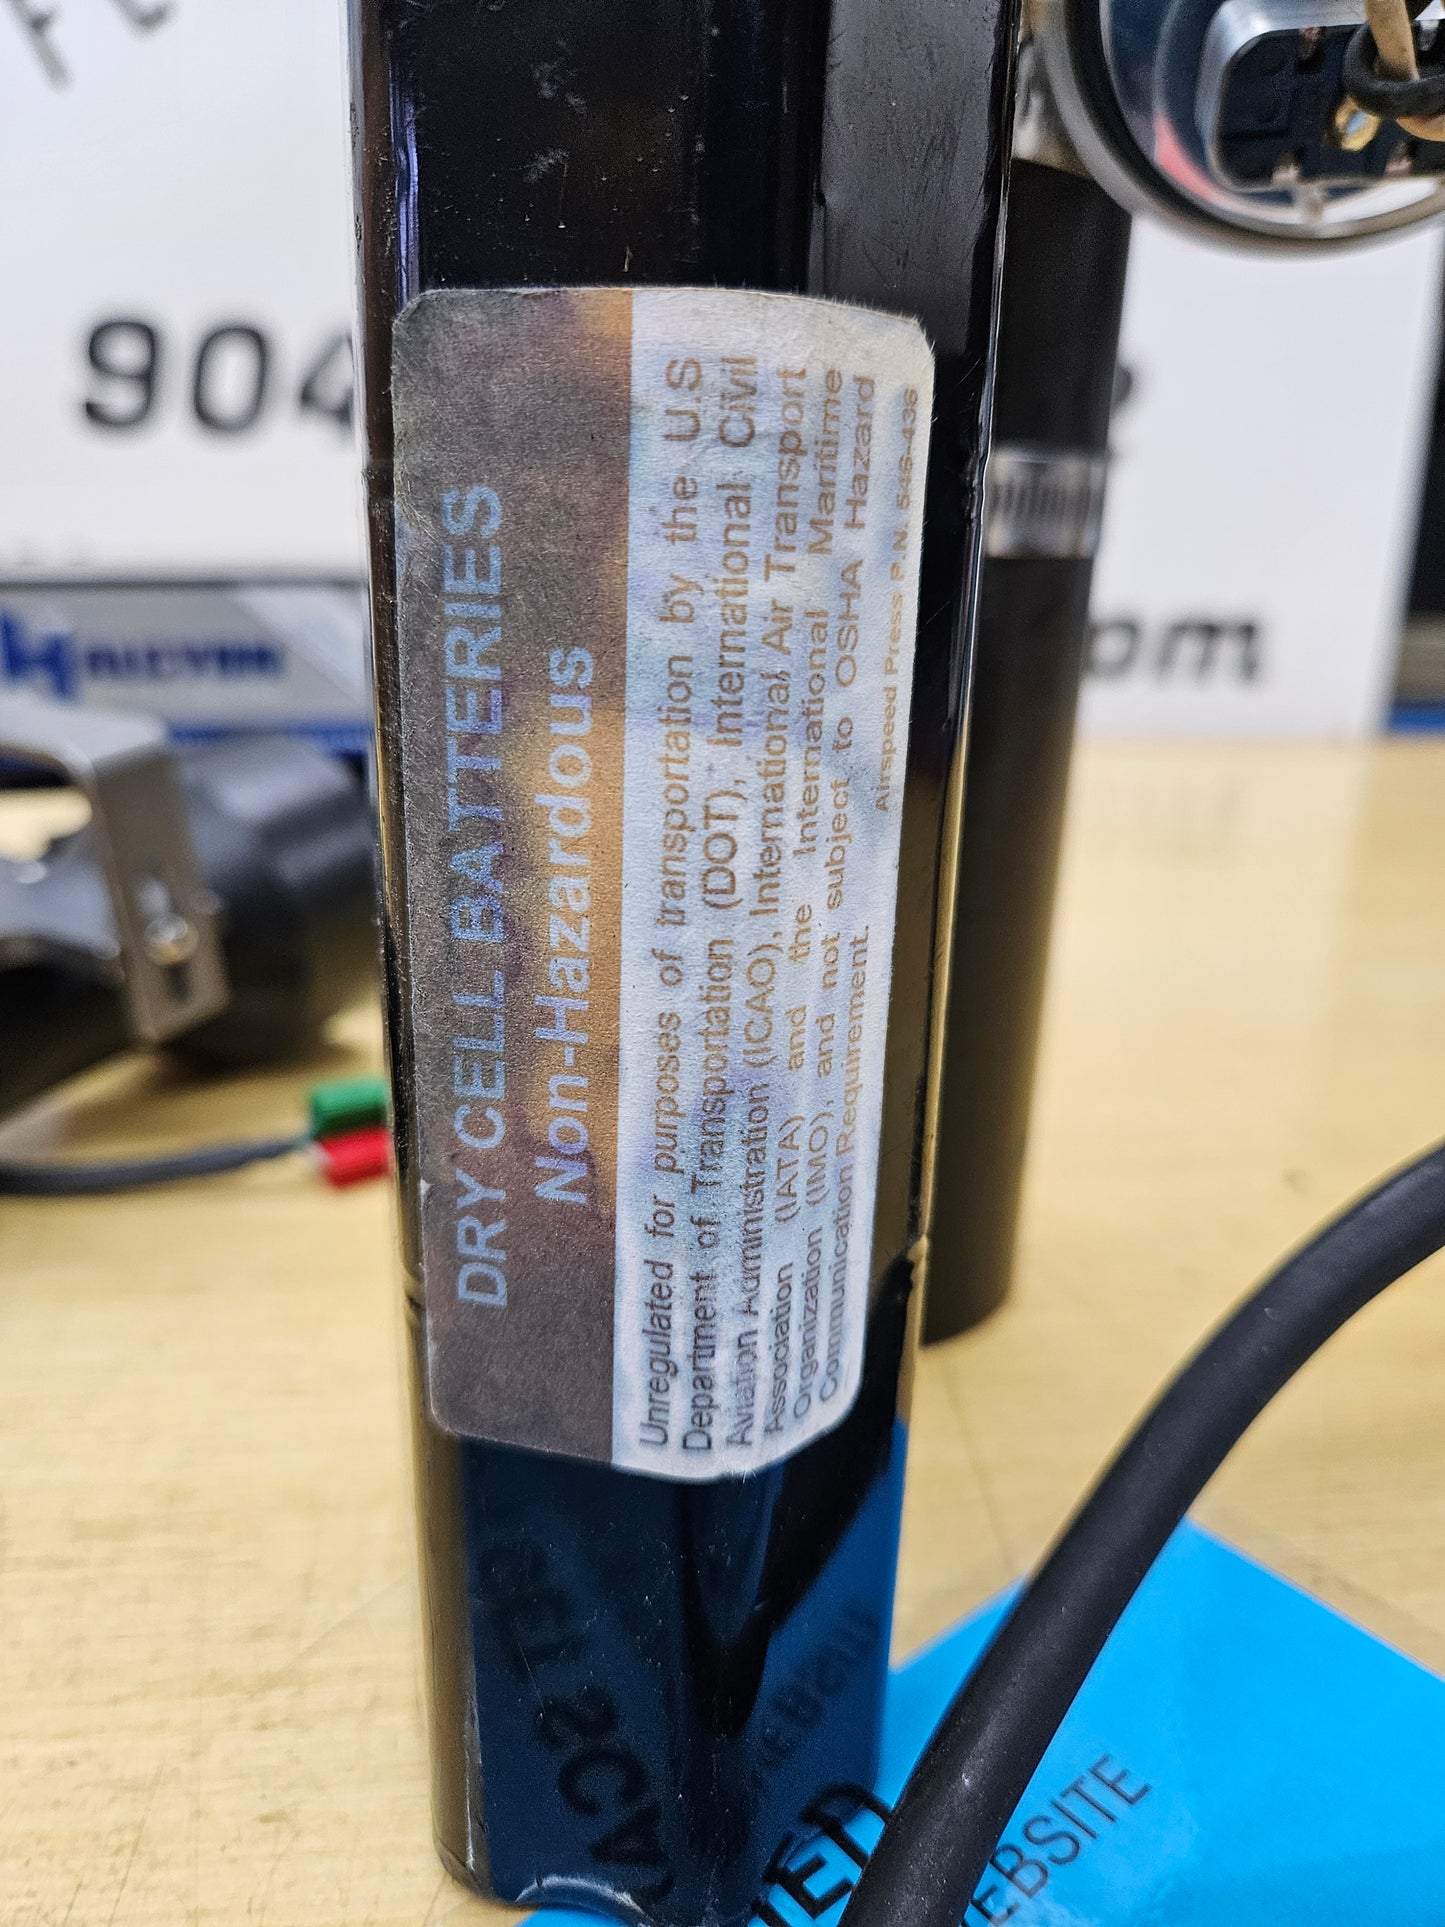 DRY CELL BATTERIES
Non-Hazardous
Unregulated for purposes of transportation by the U.S
Department of Transportation (DOT), International Civil
Aviation Administration (ICAO), International Air Transport
Association (IATA) and the International Maritime
Organization (IMO), and not subject to OSHA Hazard
Communication Requirement.
Airspeed Press P.N. 546-436
904
H HALCYON
om
SCAN
WEBSITE